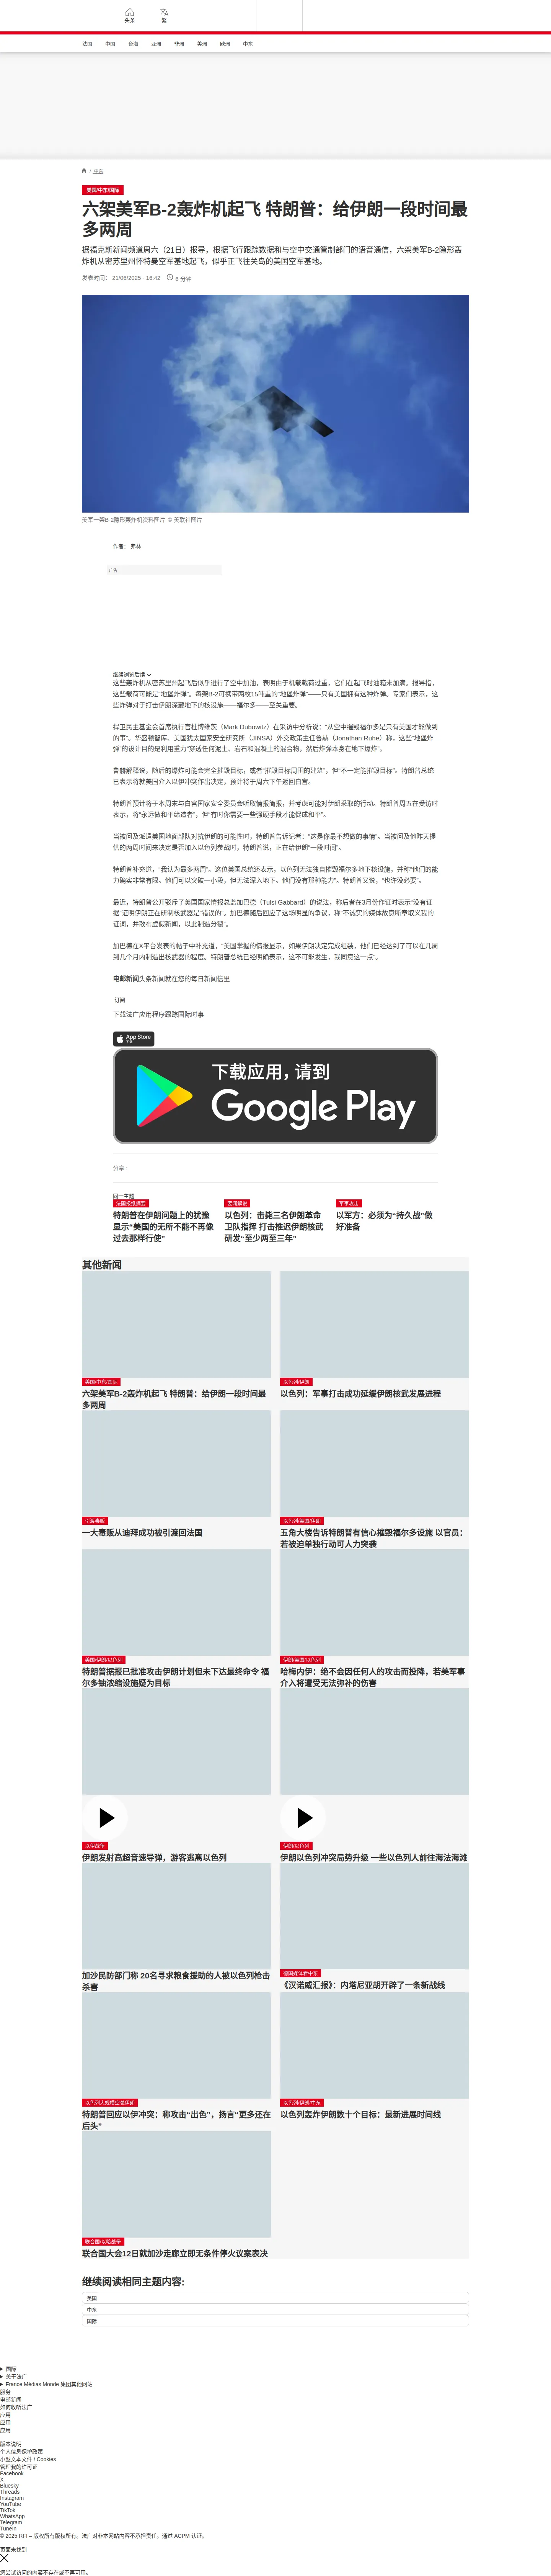 头条
繁
法国
中国
台海
亚洲
非洲
美洲
欧洲
中东
/ 中东
美国/中东/国际
六架美军B-2轰炸机起飞 特朗普：给伊朗一段时间最
多两周
据福克斯新闻频道周六（21日）报导，根据飞行跟踪数据和与空中交通管制部门的语音通信，六架美军B-2隐形轰
炸机从密苏里州怀特曼空军基地起飞，似乎正飞往关岛的美国空军基地。
发表时间： 21/06/2025 - 18:42
6 分钟
美军一架B-2隐形轰炸机资料图片 © 美联社图片
作者： 弗林
广告
继续浏览后续
这些轰炸机从密苏里州起飞后似乎进行了空中加油，表明由于机载载荷过重，它们在起飞时油箱未加满。报导指，
这些载荷可能是“地堡炸弹”。每架B-2可携带两枚15吨重的“地堡炸弹”——只有美国拥有这种炸弹。专家们表示，这
些炸弹对于打击伊朗深藏地下的核设施——福尔多——至关重要。
捍卫民主基金会首席执行官杜博维茨（Mark Dubowitz）在采访中分析说：“从空中摧毁福尔多是只有美国才能做到
的事”。华盛顿智库、美国犹太国家安全研究所（JINSA）外交政策主任鲁赫（Jonathan Ruhe）称，这些“地堡炸
弹”的设计目的是利用重力“穿透任何泥土、岩石和混凝土的混合物，然后炸弹本身在地下爆炸”。
鲁赫解释说，随后的爆炸可能会完全摧毁目标，或者“摧毁目标周围的建筑”，但“不一定能摧毁目标”。特朗普总统
已表示将就美国介入以伊冲突作出决定，预计将于周六下午返回白宫。
特朗普预计将于本周末与白宫国家安全委员会听取情报简报，并考虑可能对伊朗采取的行动。特朗普周五在受访时
表示，将“永远做和平缔造者”，但“有时你需要一些强硬手段才能促成和平”。
当被问及派遣美国地面部队对抗伊朗的可能性时，特朗普告诉记者：“这是你最不想做的事情”。当被问及他昨天提
供的两周时间来决定是否加入以色列参战时，特朗普说，正在给伊朗“一段时间”。
特朗普补充道，“我认为最多两周”。这位美国总统还表示，以色列无法独自摧毁福尔多地下核设施，并称“他们的能
力确实非常有限。他们可以突破一小段，但无法深入地下。他们没有那种能力”。特朗普又说，“也许没必要”。
最近，特朗普公开驳斥了美国国家情报总监加巴德（Tulsi Gabbard）的说法，称后者在3月份作证时表示“没有证
据”证明伊朗正在研制核武器是“错误的”。加巴德随后回应了这场明显的争议，称“不诚实的媒体故意断章取义我的
证词，并散布虚假新闻，以此制造分裂”。
加巴德在X平台发表的帖子中补充道，“美国掌握的情报显示，如果伊朗决定完成组装，他们已经达到了可以在几周
到几个月内制造出核武器的程度。特朗普总统已经明确表示，这不可能发生，我同意这一点”。
电邮新闻头条新闻就在您的每日新闻信里
订阅
下载法广应用程序跟踪国际时事
App Store
下载
下载应用，请到
Google Play
分享 :
同一主题
法国报纸摘要
特朗普在伊朗问题上的犹豫
显示“美国的无所不能不再像
过去那样行使”
要闻解说
以色列：击毙三名伊朗革命
卫队指挥 打击推迟伊朗核武
研发“至少两至三年”
军事攻击
以军方：必须为“持久战”做
好准备
其他新闻
美国/中东/国际
六架美军B-2轰炸机起飞 特朗普：给伊朗一段时间最
多两周
以色列/伊朗
以色列：军事打击成功延缓伊朗核武发展进程
引渡毒贩
一大毒贩从迪拜成功被引渡回法国
以色列/美国/伊朗
五角大楼告诉特朗普有信心摧毁福尔多设施 以官员：
若被迫单独行动可人力突袭
美国/伊朗/以色列
特朗普据报已批准攻击伊朗计划但未下达最终命令 福
尔多铀浓缩设施疑为目标
伊朗/美国/以色列
哈梅内伊：绝不会因任何人的攻击而投降，若美军事
介入将遭受无法弥补的伤害
以伊战争
伊朗发射高超音速导弹，游客逃离以色列
伊朗/以色列
伊朗以色列冲突局势升级 一些以色列人前往海法海滩
加沙民防部门称 20名寻求粮食援助的人被以色列枪击
杀害
德国媒体看中东
《汉诺威汇报》：内塔尼亚胡开辟了一条新战线
以色列大规模空袭伊朗
特朗普回应以伊冲突：称攻击“出色”，扬言“更多还在
后头”
以色列/伊朗/中东
以色列轰炸伊朗数十个目标：最新进展时间线
联合国/以哈战争
联合国大会12日就加沙走廊立即无条件停火议案表决
继续阅读相同主题内容:
美国
中东
国际
国际
关于法广
France Médias Monde 集团其他网站
服务
电邮新闻
如何收听法广
应用
应用
应用
版本说明
个人信息保护政策
小型文本文件 / Cookies
管理我的许可证
Facebook
X
Bluesky
Threads
Instagram
YouTube
TikTok
WhatsApp
Telegram
TuneIn
© 2025 RFI – 版权所有版权所有。法广对非本网站内容不承担责任。通过 ACPM 认证。
页面未找到
您尝试访问的内容不存在或不再可用。